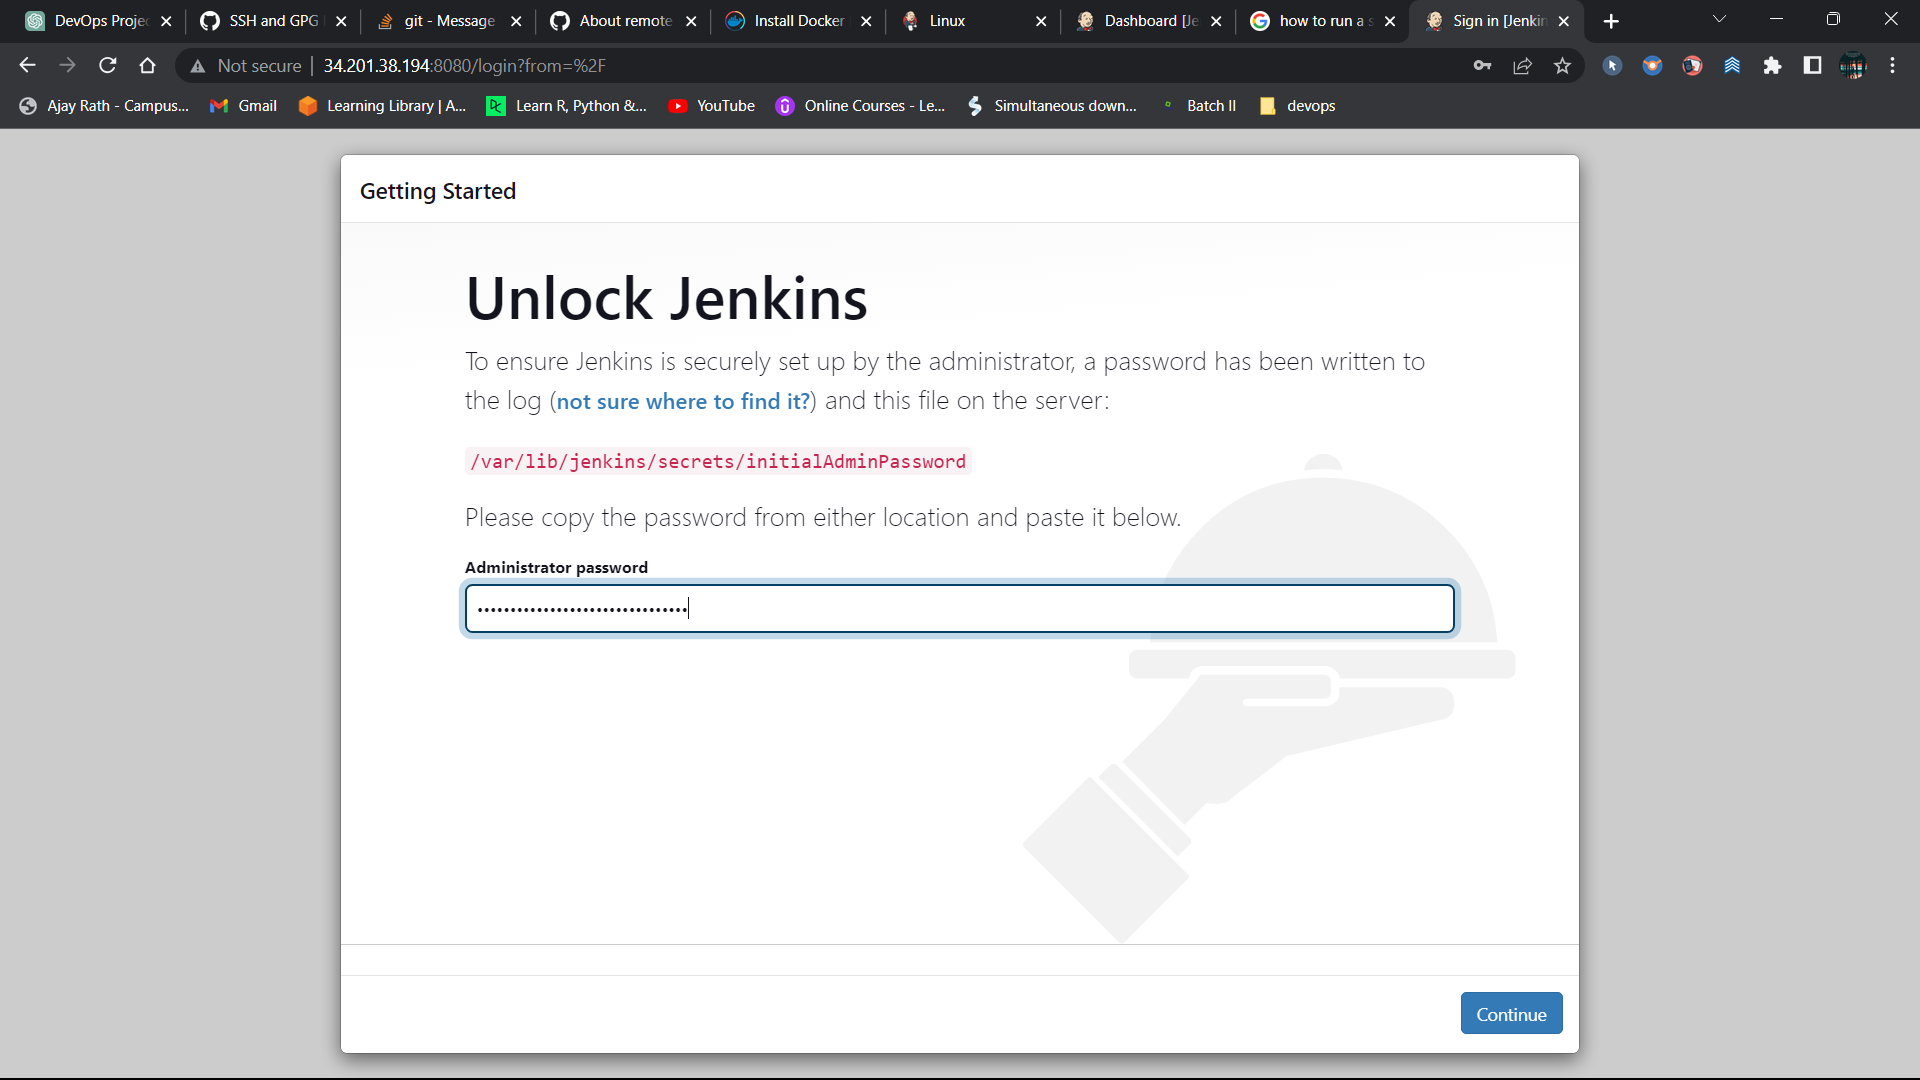 DevOps Projec
SSH and GPG
git - Message
About remote
Install Docker
Linux
Dashboard [Je
how to run a s
Sign in [Jenkin
Not secure
34.201.38.194:8080/login?from=%2F
Ajay Rath - Campus...
Gmail
Learning Library | A...
Learn R, Python &...
YouTube
Online Courses - Le...
Simultaneous down...
Batch II
devops
Getting Started
Unlock Jenkins
To ensure Jenkins is securely set up by the administrator, a password has been written to
the log (not sure where to find it?) and this file on the server:
/var/lib/jenkins/secrets/initialAdminPassword
Please copy the password from either location and paste it below.
Administrator password
Continue